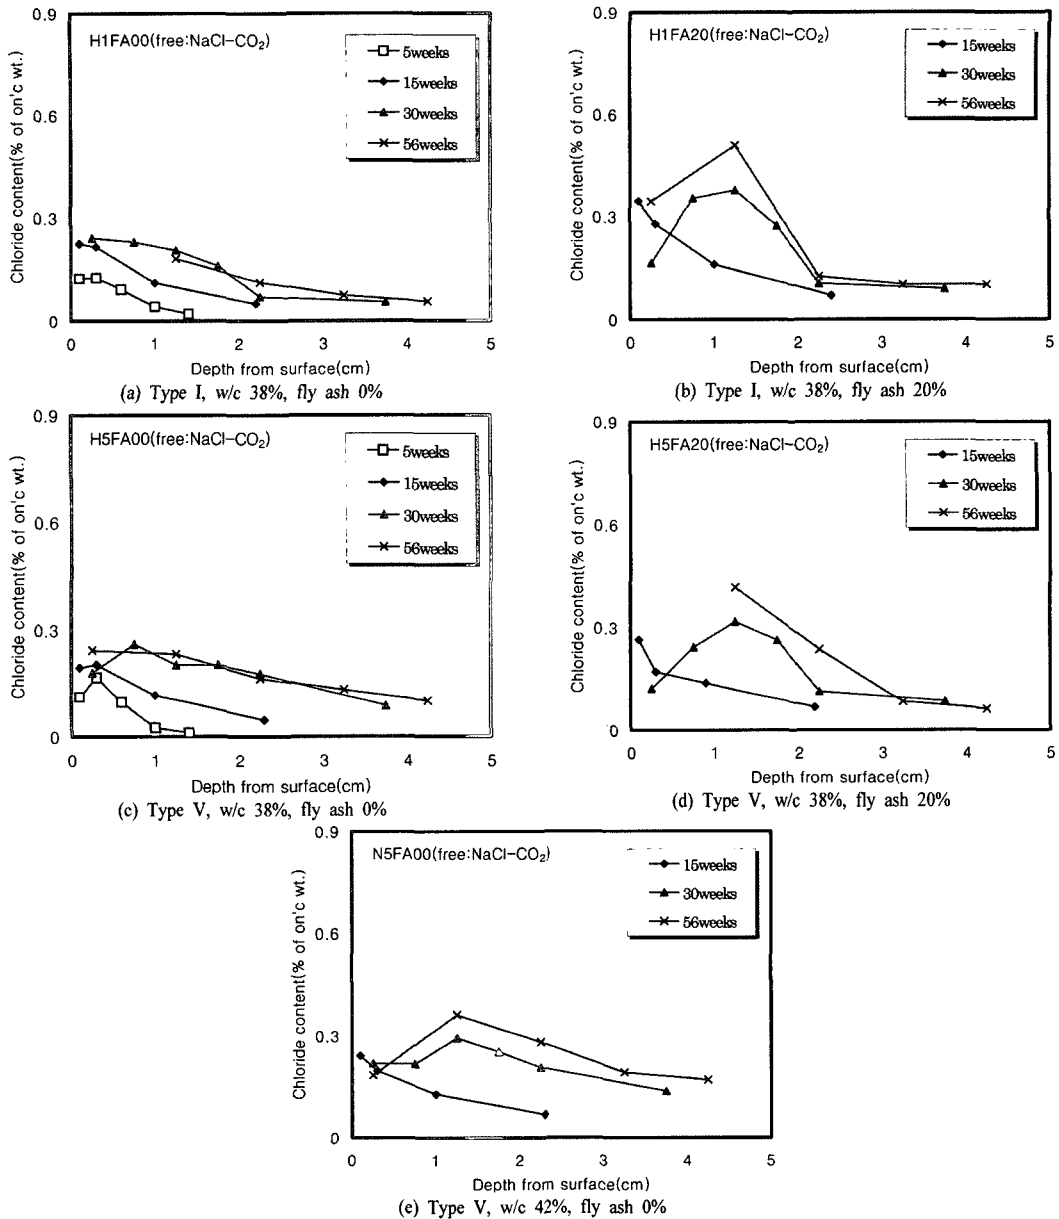 H1FA00(free:NaCl-CO₂)
5weeks
15weeks
30weeks
56weeks
Chloride content(% of on'c wt.)
0.9
0.6
0.3
0
0 1 2 3 4 5
Depth from surface(cm)
(a) Type I, w/c 38%, fly ash 0%
H1FA20(free:NaCl-CO₂)
15weeks
30weeks
56weeks
Chloride content(% of on'c wt.)
0.9
0.6
0.3
0
0 1 2 3 4 5
Depth from surface(cm)
(b) Type I, w/c 38%, fly ash 20%
H5FA00(free:NaCl-CO₂)
5weeks
15weeks
30weeks
56weeks
Chloride content(% of on'c wt.)
0.9
0.6
0.3
0
0 1 2 3 4 5
Depth from surface(cm)
(c) Type V, w/c 38%, fly ash 0%
H5FA20(free:NaCl-CO₂)
15weeks
30weeks
56weeks
Chloride content(% of on'c wt.)
0.9
0.6
0.3
0
0 1 2 3 4 5
Depth from surface(cm)
(d) Type V, w/c 38%, fly ash 20%
N5FA00(free:NaCl-CO₂)
15weeks
30weeks
56weeks
Chloride content(% of on'c wt.)
0.9
0.6
0.3
0
0 1 2 3 4 5
Depth from surface(cm)
(e) Type V, w/c 42%, fly ash 0%